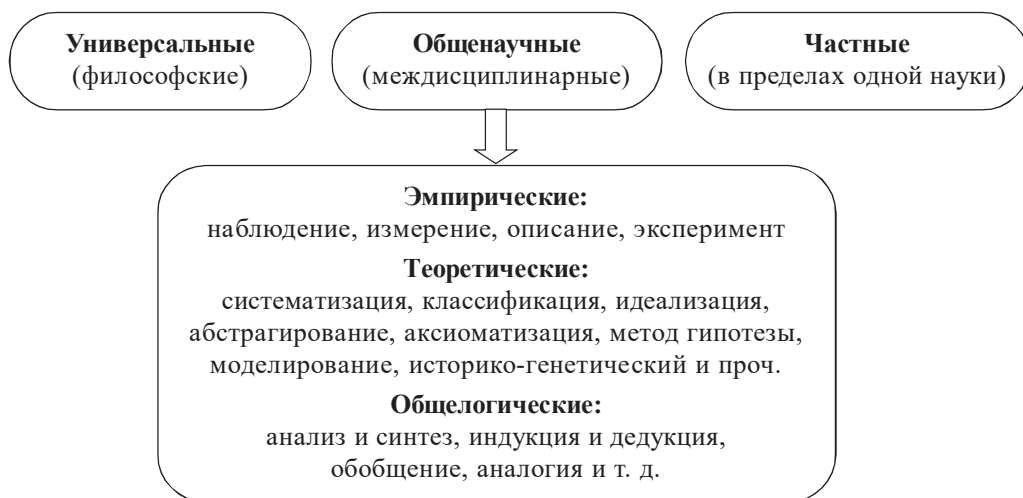 Универсальные
(философские)
Общенаучные
(междисциплинарные)
Частные
(в пределах одной науки)
Эмпирические:
наблюдение, измерение, описание, эксперимент
Теоретические:
систематизация, классификация, идеализация,
абстрагирование, аксиоматизация, метод гипотезы,
моделирование, историко-генетический и проч.
Общелогические:
анализ и синтез, индукция и дедукция,
обобщение, аналогия и т. д.